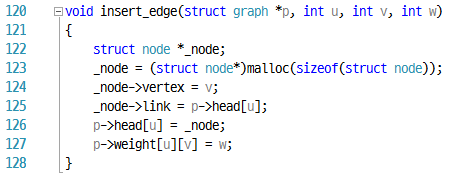 120 void insert_edge(struct graph *p, int u, int v, int w)
121 {
122 struct node *_node;
123 _node = (struct node*)malloc(sizeof(struct node));
124 _node->vertex = v;
125 _node->link = p->head[u];
126 p->head[u] = _node;
127 p->weight[u][v] = w;
128 }